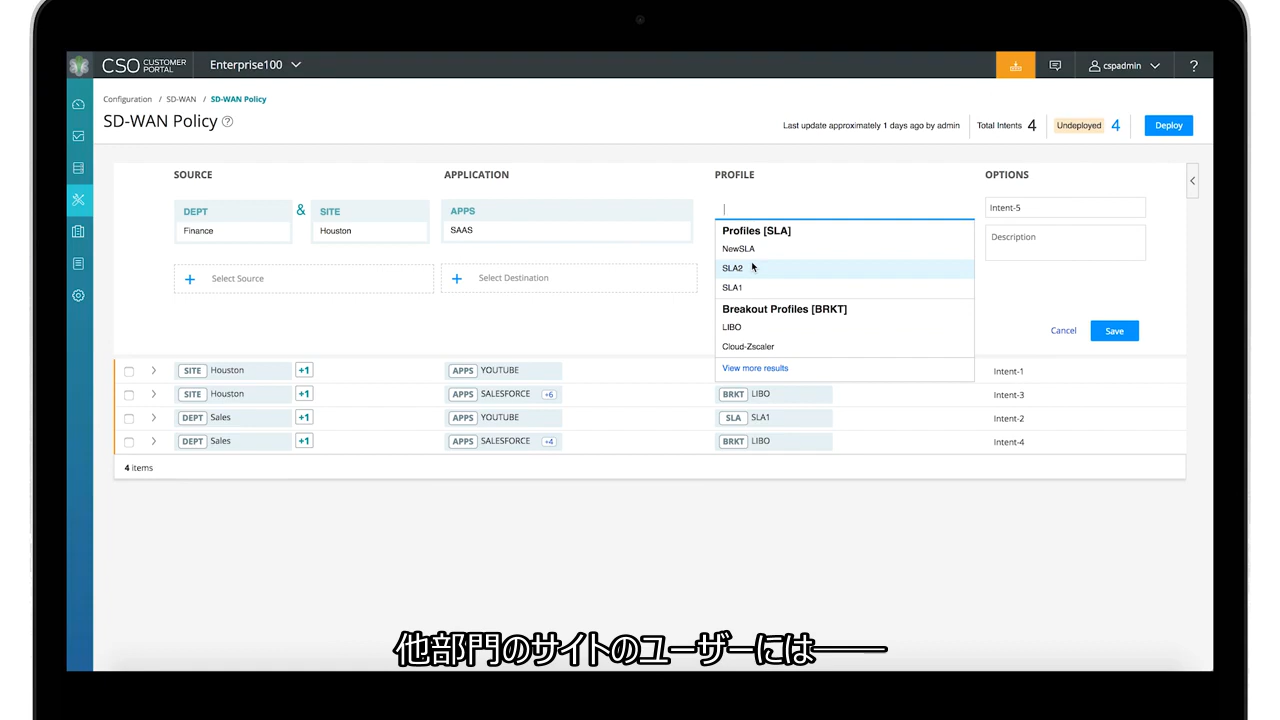 CSO CUSTOMER PORTAL
Enterprise100
cspadmin
?
Configuration / SD-WAN / SD-WAN Policy
SD-WAN Policy ?
Last update approximately 1 days ago by admin
Total Intents 4
Undeployed 4
Deploy
SOURCE
APPLICATION
PROFILE
OPTIONS
DEPT
Finance
&
SITE
Houston
APPS
SAAS
+ Select Source
+ Select Destination
Profiles [SLA]
NewSLA
SLA2
SLA1
Breakout Profiles [BRKT]
LIBO
Cloud-Zscaler
View more results
Intent-5
Description
Cancel
Save
SITE Houston +1 APPS YOUTUBE Intent-1
SITE Houston +1 APPS SALESFORCE +6 BRKT LIBO Intent-3
DEPT Sales +1 APPS YOUTUBE SLA SLA1 Intent-2
DEPT Sales +1 APPS SALESFORCE +4 BRKT LIBO Intent-4
4 items
他部門のサイトのユーザーには――